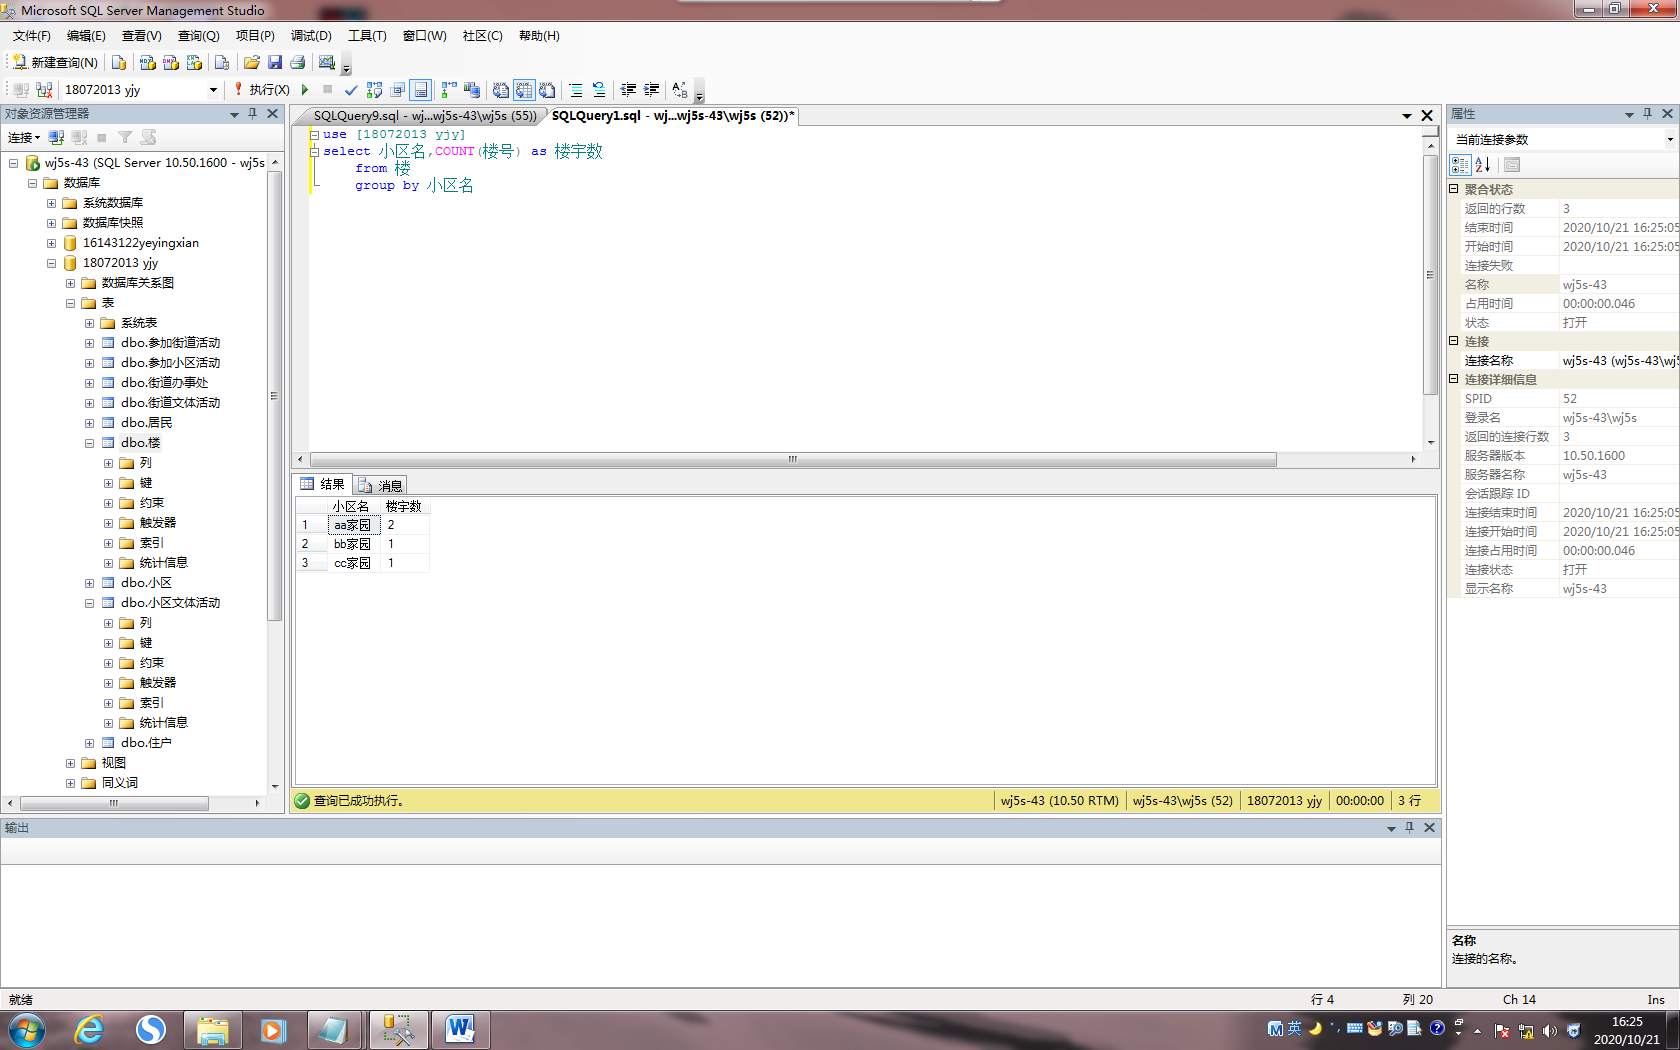 Microsoft SQL Server Management Studio
文件(F) 编辑(E) 查看(V) 查询(Q) 项目(P) 调试(D) 工具(T) 窗口(W) 社区(C) 帮助(H)
新建查询(N)
18072013 yjy 执行(X)
对象资源管理器
连接
wj5s-43 (SQL Server 10.50.1600 - wj5s
数据库
系统数据库
数据库快照
16143122yeyingxian
18072013 yjy
数据库关系图
表
系统表
dbo.参加街道活动
dbo.参加小区活动
dbo.街道办事处
dbo.街道文体活动
dbo.居民
dbo.楼
列
键
约束
触发器
索引
统计信息
dbo.小区
dbo.小区文体活动
列
键
约束
触发器
索引
统计信息
dbo.住户
视图
同义词
SQLQuery9.sql - wj...wj5s-43\wj5s (55)) SQLQuery1.sql - wj...wj5s-43\wj5s (52))*
use [18072013 yjy]
select 小区名,COUNT(楼号) as 楼宇数
from 楼
group by 小区名
结果 消息
小区名 楼宇数
1 aa家园 2
2 bb家园 1
3 cc家园 1
查询已成功执行。 wj5s-43 (10.50 RTM) wj5s-43\wj5s (52) 18072013 yjy 00:00:00 3 行
属性
当前连接参数
聚合状态
返回的行数 3
结束时间 2020/10/21 16:25:05
开始时间 2020/10/21 16:25:05
连接失败
名称 wj5s-43
占用时间 00:00:00.046
状态 打开
连接
连接名称 wj5s-43 (wj5s-43\wj5
连接详细信息
SPID 52
登录名 wj5s-43\wj5s
返回的连接行数 3
服务器版本 10.50.1600
服务器名称 wj5s-43
会话跟踪 ID
连接结束时间 2020/10/21 16:25:05
连接开始时间 2020/10/21 16:25:05
连接占用时间 00:00:00.046
连接状态 打开
显示名称 wj5s-43
名称
连接的名称。
输出
就绪 行 4 列 20 Ch 14 Ins
英
16:25
2020/10/21